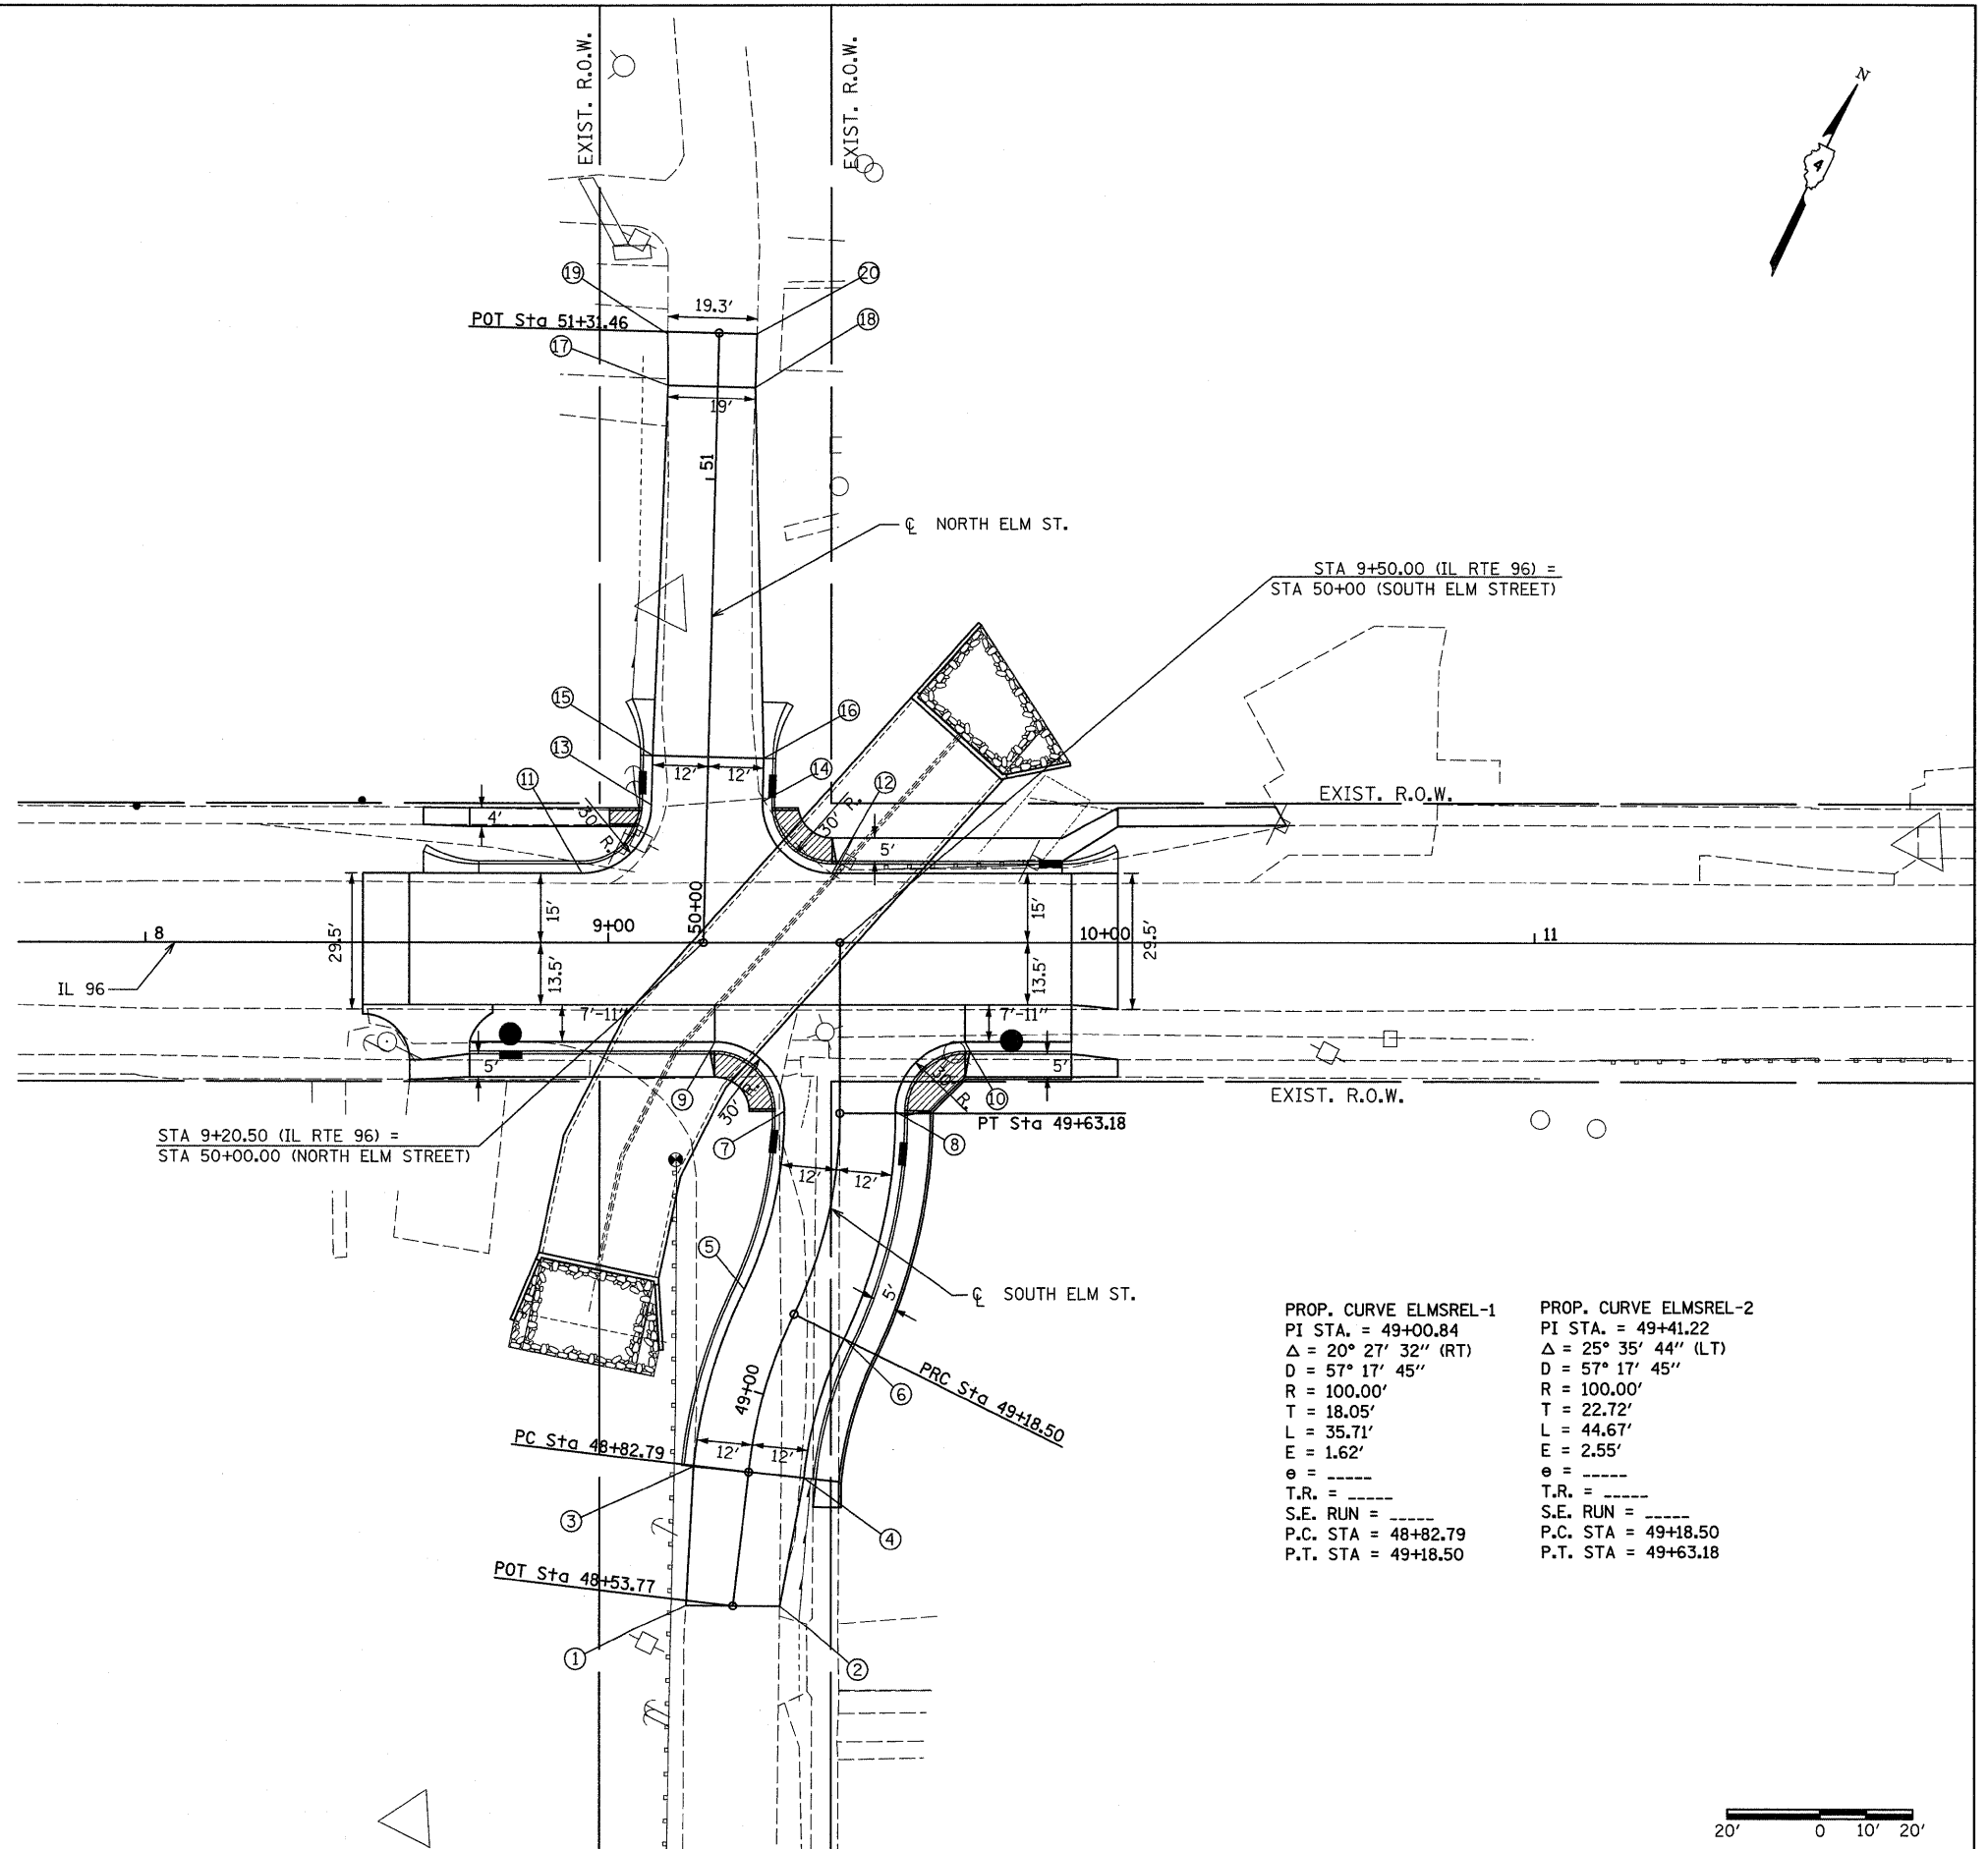 EXIST. R.O.W.
EXIST. R.O.W.
N
4
19
20
19.3'
POT Sta 51+31.46
18
17
19'
51
℄ NORTH ELM ST.
STA 9+50.00 (IL RTE 96) =
STA 50+00 (SOUTH ELM STREET)
15
16
13
12'
12'
14
11
12
EXIST. R.O.W.
4'
30' R.
30' R.
5'
29.5'
15'
50+00
15'
29.5'
8
9+00
10+00
11
IL 96
13.5'
13.5'
7'-11"
7'-11"
5'
5'
9
30' R.
30' R.
10
EXIST. R.O.W.
PT Sta 49+63.18
STA 9+20.50 (IL RTE 96) =
STA 50+00.00 (NORTH ELM STREET)
7
8
12'
12'
5
5'
℄ SOUTH ELM ST.
6
49+00
PRC Sta 49+18.50
PC Sta 48+82.79
12'
12'
3
4
POT Sta 48+53.77
1
2
PROP. CURVE ELMSREL-1
PI STA. = 49+00.84
Δ = 20° 27' 32" (RT)
D = 57° 17' 45"
R = 100.00'
T = 18.05'
L = 35.71'
E = 1.62'
e = _____
T.R. = _____
S.E. RUN = _____
P.C. STA = 48+82.79
P.T. STA = 49+18.50
PROP. CURVE ELMSREL-2
PI STA. = 49+41.22
Δ = 25° 35' 44" (LT)
D = 57° 17' 45"
R = 100.00'
T = 22.72'
L = 44.67'
E = 2.55'
e = _____
T.R. = _____
S.E. RUN = _____
P.C. STA = 49+18.50
P.T. STA = 49+63.18
20' 0 10' 20'